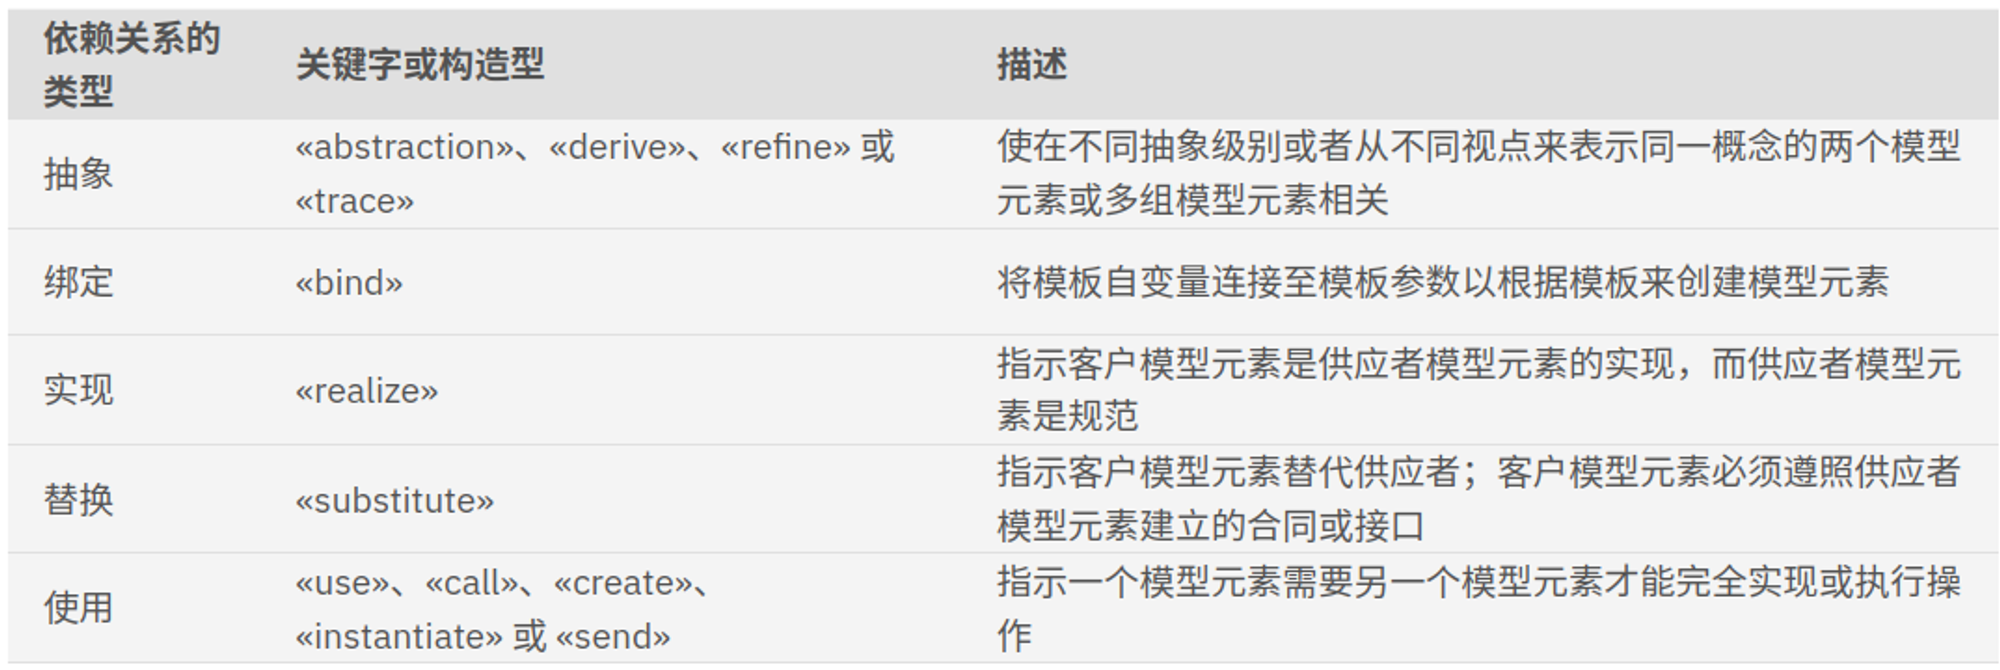 依赖关系的
类型
关键字或构造型
描述
抽象
«abstraction»、«derive»、«refine» 或
«trace»
使在不同抽象级别或者从不同视点来表示同一概念的两个模型
元素或多组模型元素相关
绑定
«bind»
将模板自变量连接至模板参数以根据模板来创建模型元素
实现
«realize»
指示客户模型元素是供应者模型元素的实现，而供应者模型元
素是规范
替换
«substitute»
指示客户模型元素替代供应者；客户模型元素必须遵照供应者
模型元素建立的合同或接口
使用
«use»、«call»、«create»、
«instantiate» 或 «send»
指示一个模型元素需要另一个模型元素才能完全实现或执行操
作